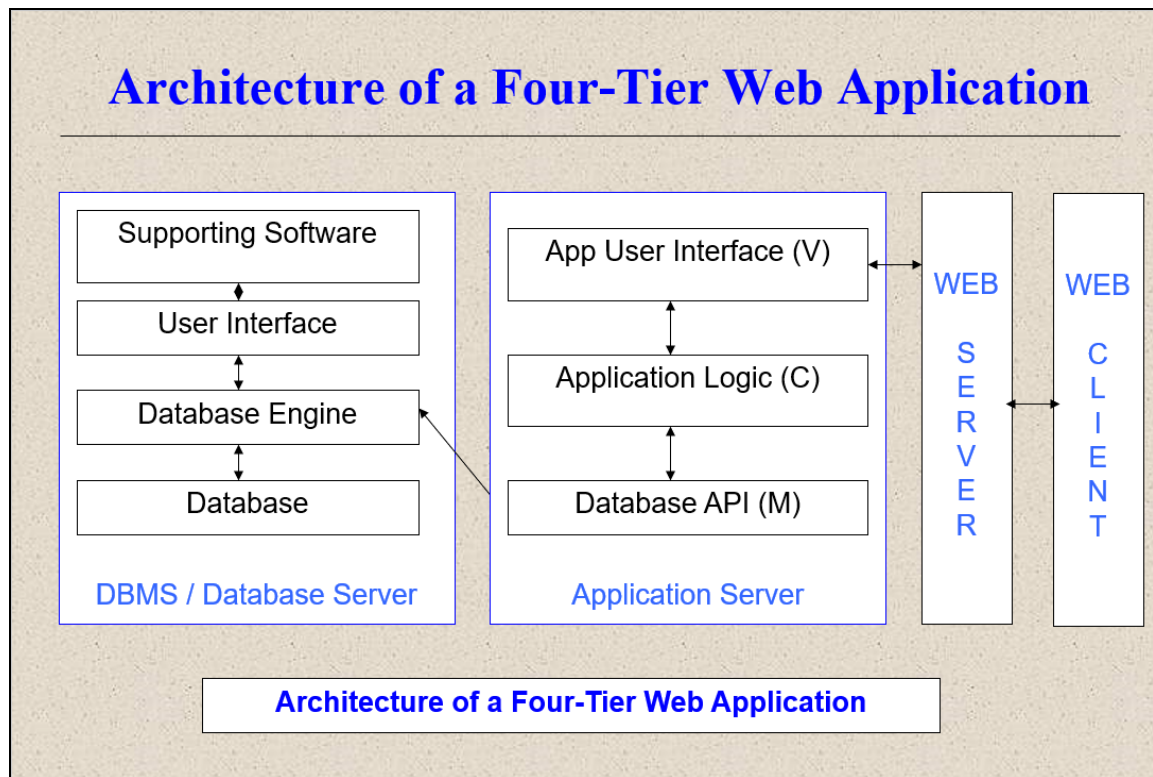 Architecture of a Four-Tier Web Application
Supporting Software
User Interface
Database Engine
Database
DBMS / Database Server
App User Interface (V)
Application Logic (C)
Database API (M)
Application Server
WEB
S
E
R
V
E
R
WEB
C
L
I
E
N
T
Architecture of a Four-Tier Web Application